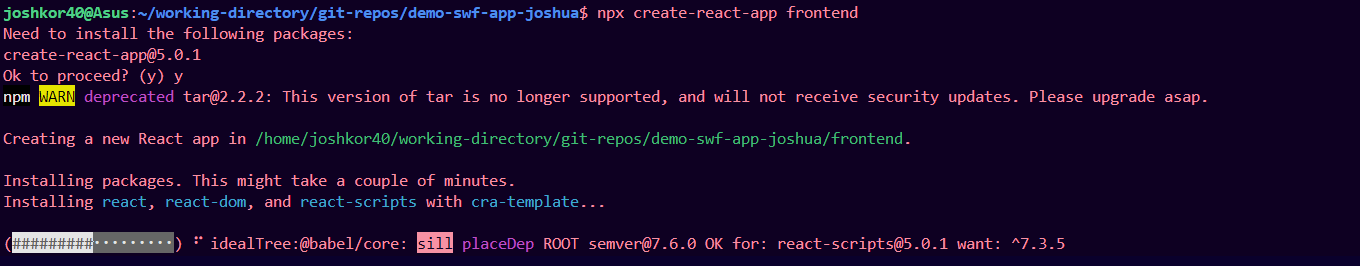 joshkor40@Asus:~/working-directory/git-repos/demo-swf-app-joshua$ npx create-react-app frontend
Need to install the following packages:
create-react-app@5.0.1
Ok to proceed? (y) y
npm WARN deprecated tar@2.2.2: This version of tar is no longer supported, and will not receive security updates. Please upgrade asap.
Creating a new React app in /home/joshkor40/working-directory/git-repos/demo-swf-app-joshua/frontend.
Installing packages. This might take a couple of minutes.
Installing react, react-dom, and react-scripts with cra-template...
(#########⠂⠂⠂⠂⠂⠂⠂⠂⠂) ⠋ idealTree:@babel/core: sill placeDep ROOT semver@7.6.0 OK for: react-scripts@5.0.1 want: ^7.3.5